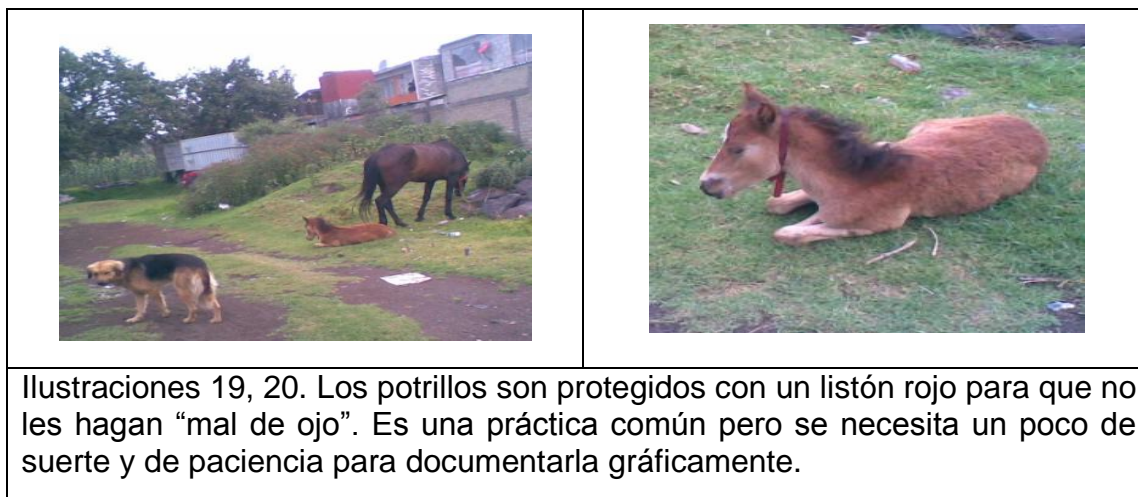 Ilustraciones 19, 20. Los potrillos son protegidos con un listón rojo para que no
les hagan “mal de ojo”. Es una práctica común pero se necesita un poco de
suerte y de paciencia para documentarla gráficamente.